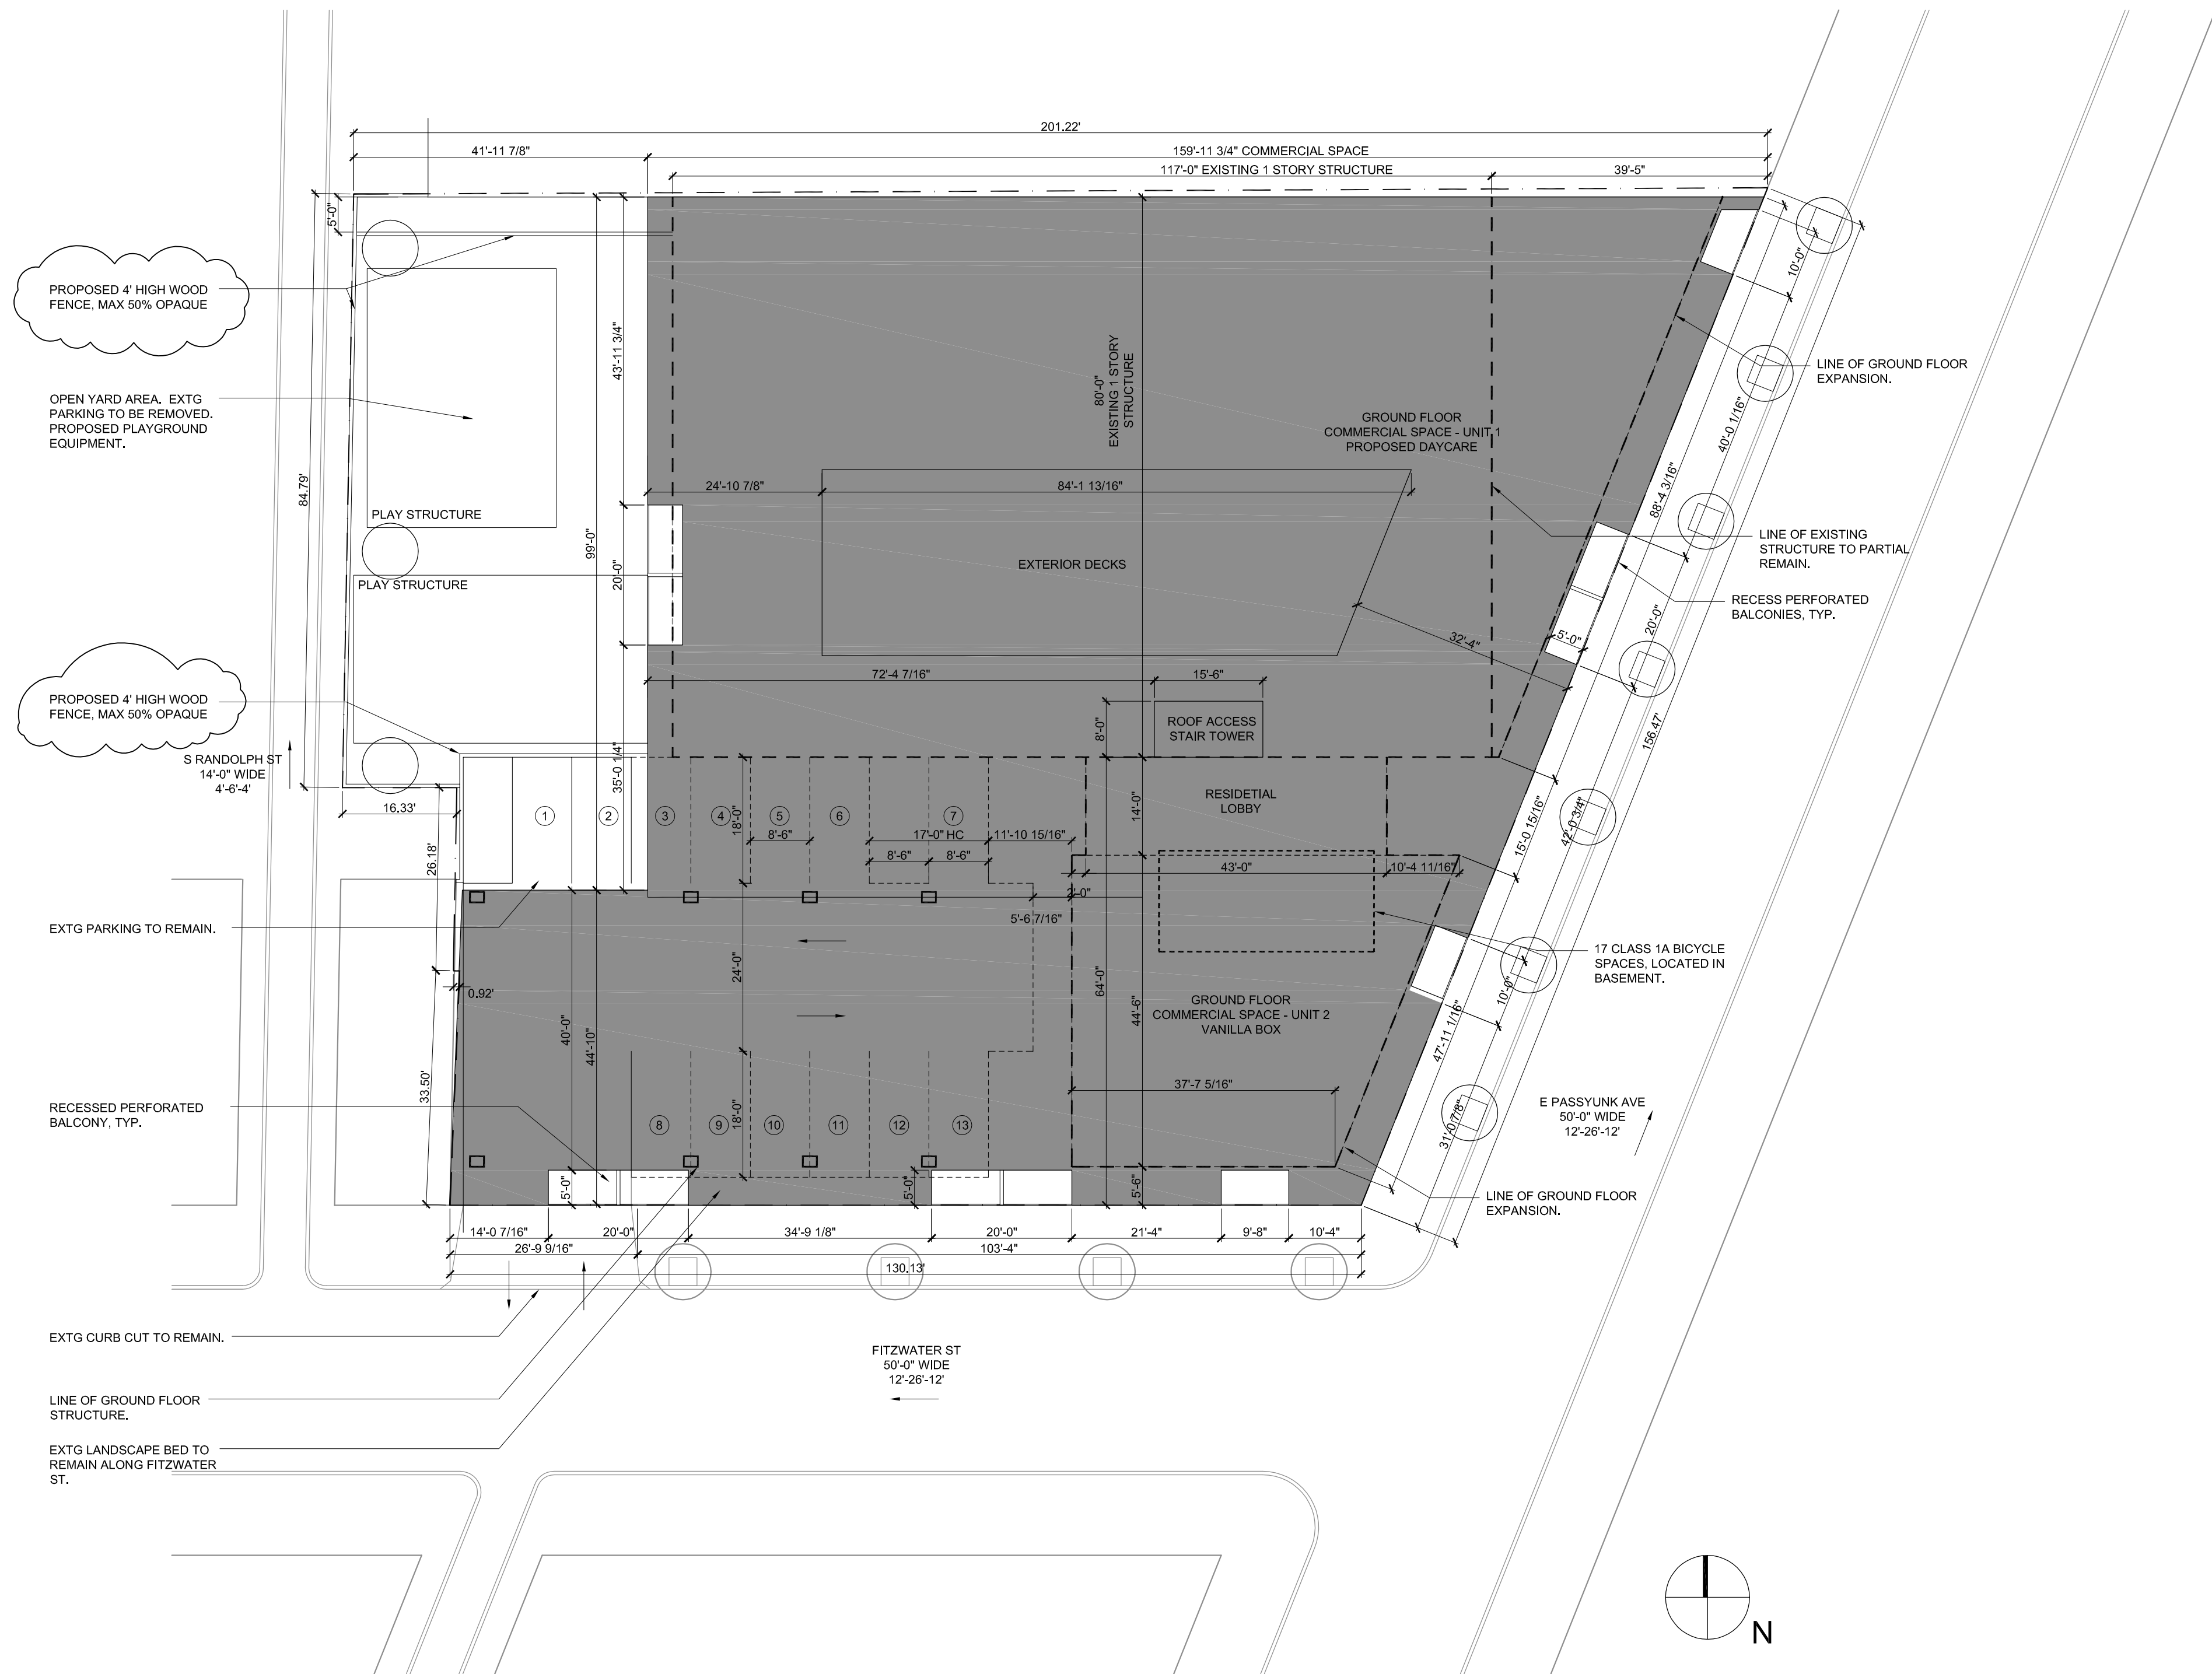 201.22'
41'-11 7/8"
159'-11 3/4" COMMERCIAL SPACE
117'-0" EXISTING 1 STORY STRUCTURE
39'-5"
5'-0"
10'-0"
PROPOSED 4' HIGH WOOD
FENCE, MAX 50% OPAQUE
OPEN YARD AREA. EXTG
PARKING TO BE REMOVED.
PROPOSED PLAYGROUND
EQUIPMENT.
43'-11 3/4"
80'-0"
EXISTING 1 STORY
STRUCTURE
LINE OF GROUND FLOOR
EXPANSION.
GROUND FLOOR
COMMERCIAL SPACE - UNIT 1
PROPOSED DAYCARE
40'-0 1/16"
84.79'
24'-10 7/8"
84'-1 13/16"
88'-4 3/16"
PLAY STRUCTURE
99'-0"
EXTERIOR DECKS
LINE OF EXISTING
STRUCTURE TO PARTIAL
REMAIN.
PLAY STRUCTURE
20'-0"
RECESS PERFORATED
BALCONIES, TYP.
20'-0"
5'-0"
32'-4"
72'-4 7/16"
15'-6"
PROPOSED 4' HIGH WOOD
FENCE, MAX 50% OPAQUE
8'-0"
ROOF ACCESS
STAIR TOWER
156.47'
S RANDOLPH ST
14'-0" WIDE
4'-6'-4'
35'-0 1/4"
16.33'
RESIDETIAL
LOBBY
1
2
3
4
5
6
7
18'-0"
8'-6"
17'-0" HC
11'-10 15/16"
14'-0"
15'-0 15/16"
42'-0 3/4"
8'-6"
8'-6"
26.18'
43'-0"
10'-4 11/16"
2'-0"
5'-6 7/16"
EXTG PARKING TO REMAIN.
17 CLASS 1A BICYCLE
SPACES, LOCATED IN
BASEMENT.
24'-0"
64'-0"
0.92'
10'-0"
GROUND FLOOR
COMMERCIAL SPACE - UNIT 2
VANILLA BOX
44'-6"
40'-0"
44'-10"
47'-11 1/16"
33.50'
37'-7 5/16"
RECESSED PERFORATED
BALCONY, TYP.
8
9
10
11
12
13
18'-0"
31'-0 7/8"
E PASSYUNK AVE
50'-0" WIDE
12'-26'-12'
5'-0"
5'-0"
5'-6"
LINE OF GROUND FLOOR
EXPANSION.
14'-0 7/16"
20'-0"
34'-9 1/8"
20'-0"
21'-4"
9'-8"
10'-4"
26'-9 9/16"
103'-4"
130.13'
EXTG CURB CUT TO REMAIN.
FITZWATER ST
50'-0" WIDE
12'-26'-12'
LINE OF GROUND FLOOR
STRUCTURE.
EXTG LANDSCAPE BED TO
REMAIN ALONG FITZWATER
ST.
N